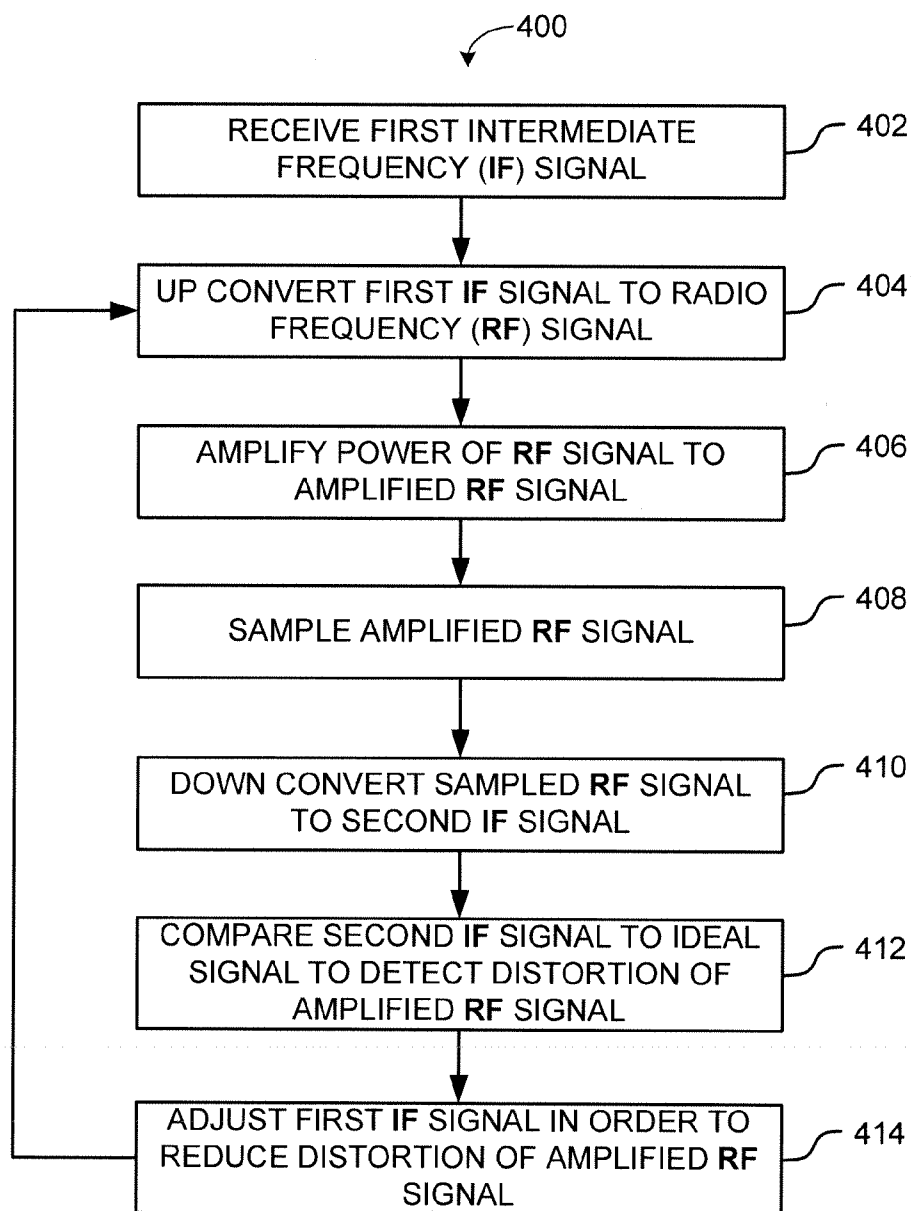 400
RECEIVE FIRST INTERMEDIATE
FREQUENCY (IF) SIGNAL
402
UP CONVERT FIRST IF SIGNAL TO RADIO
FREQUENCY (RF) SIGNAL
404
AMPLIFY POWER OF RF SIGNAL TO
AMPLIFIED RF SIGNAL
406
SAMPLE AMPLIFIED RF SIGNAL
408
DOWN CONVERT SAMPLED RF SIGNAL
TO SECOND IF SIGNAL
410
COMPARE SECOND IF SIGNAL TO IDEAL
SIGNAL TO DETECT DISTORTION OF
AMPLIFIED RF SIGNAL
412
ADJUST FIRST IF SIGNAL IN ORDER TO
REDUCE DISTORTION OF AMPLIFIED RF
SIGNAL
414